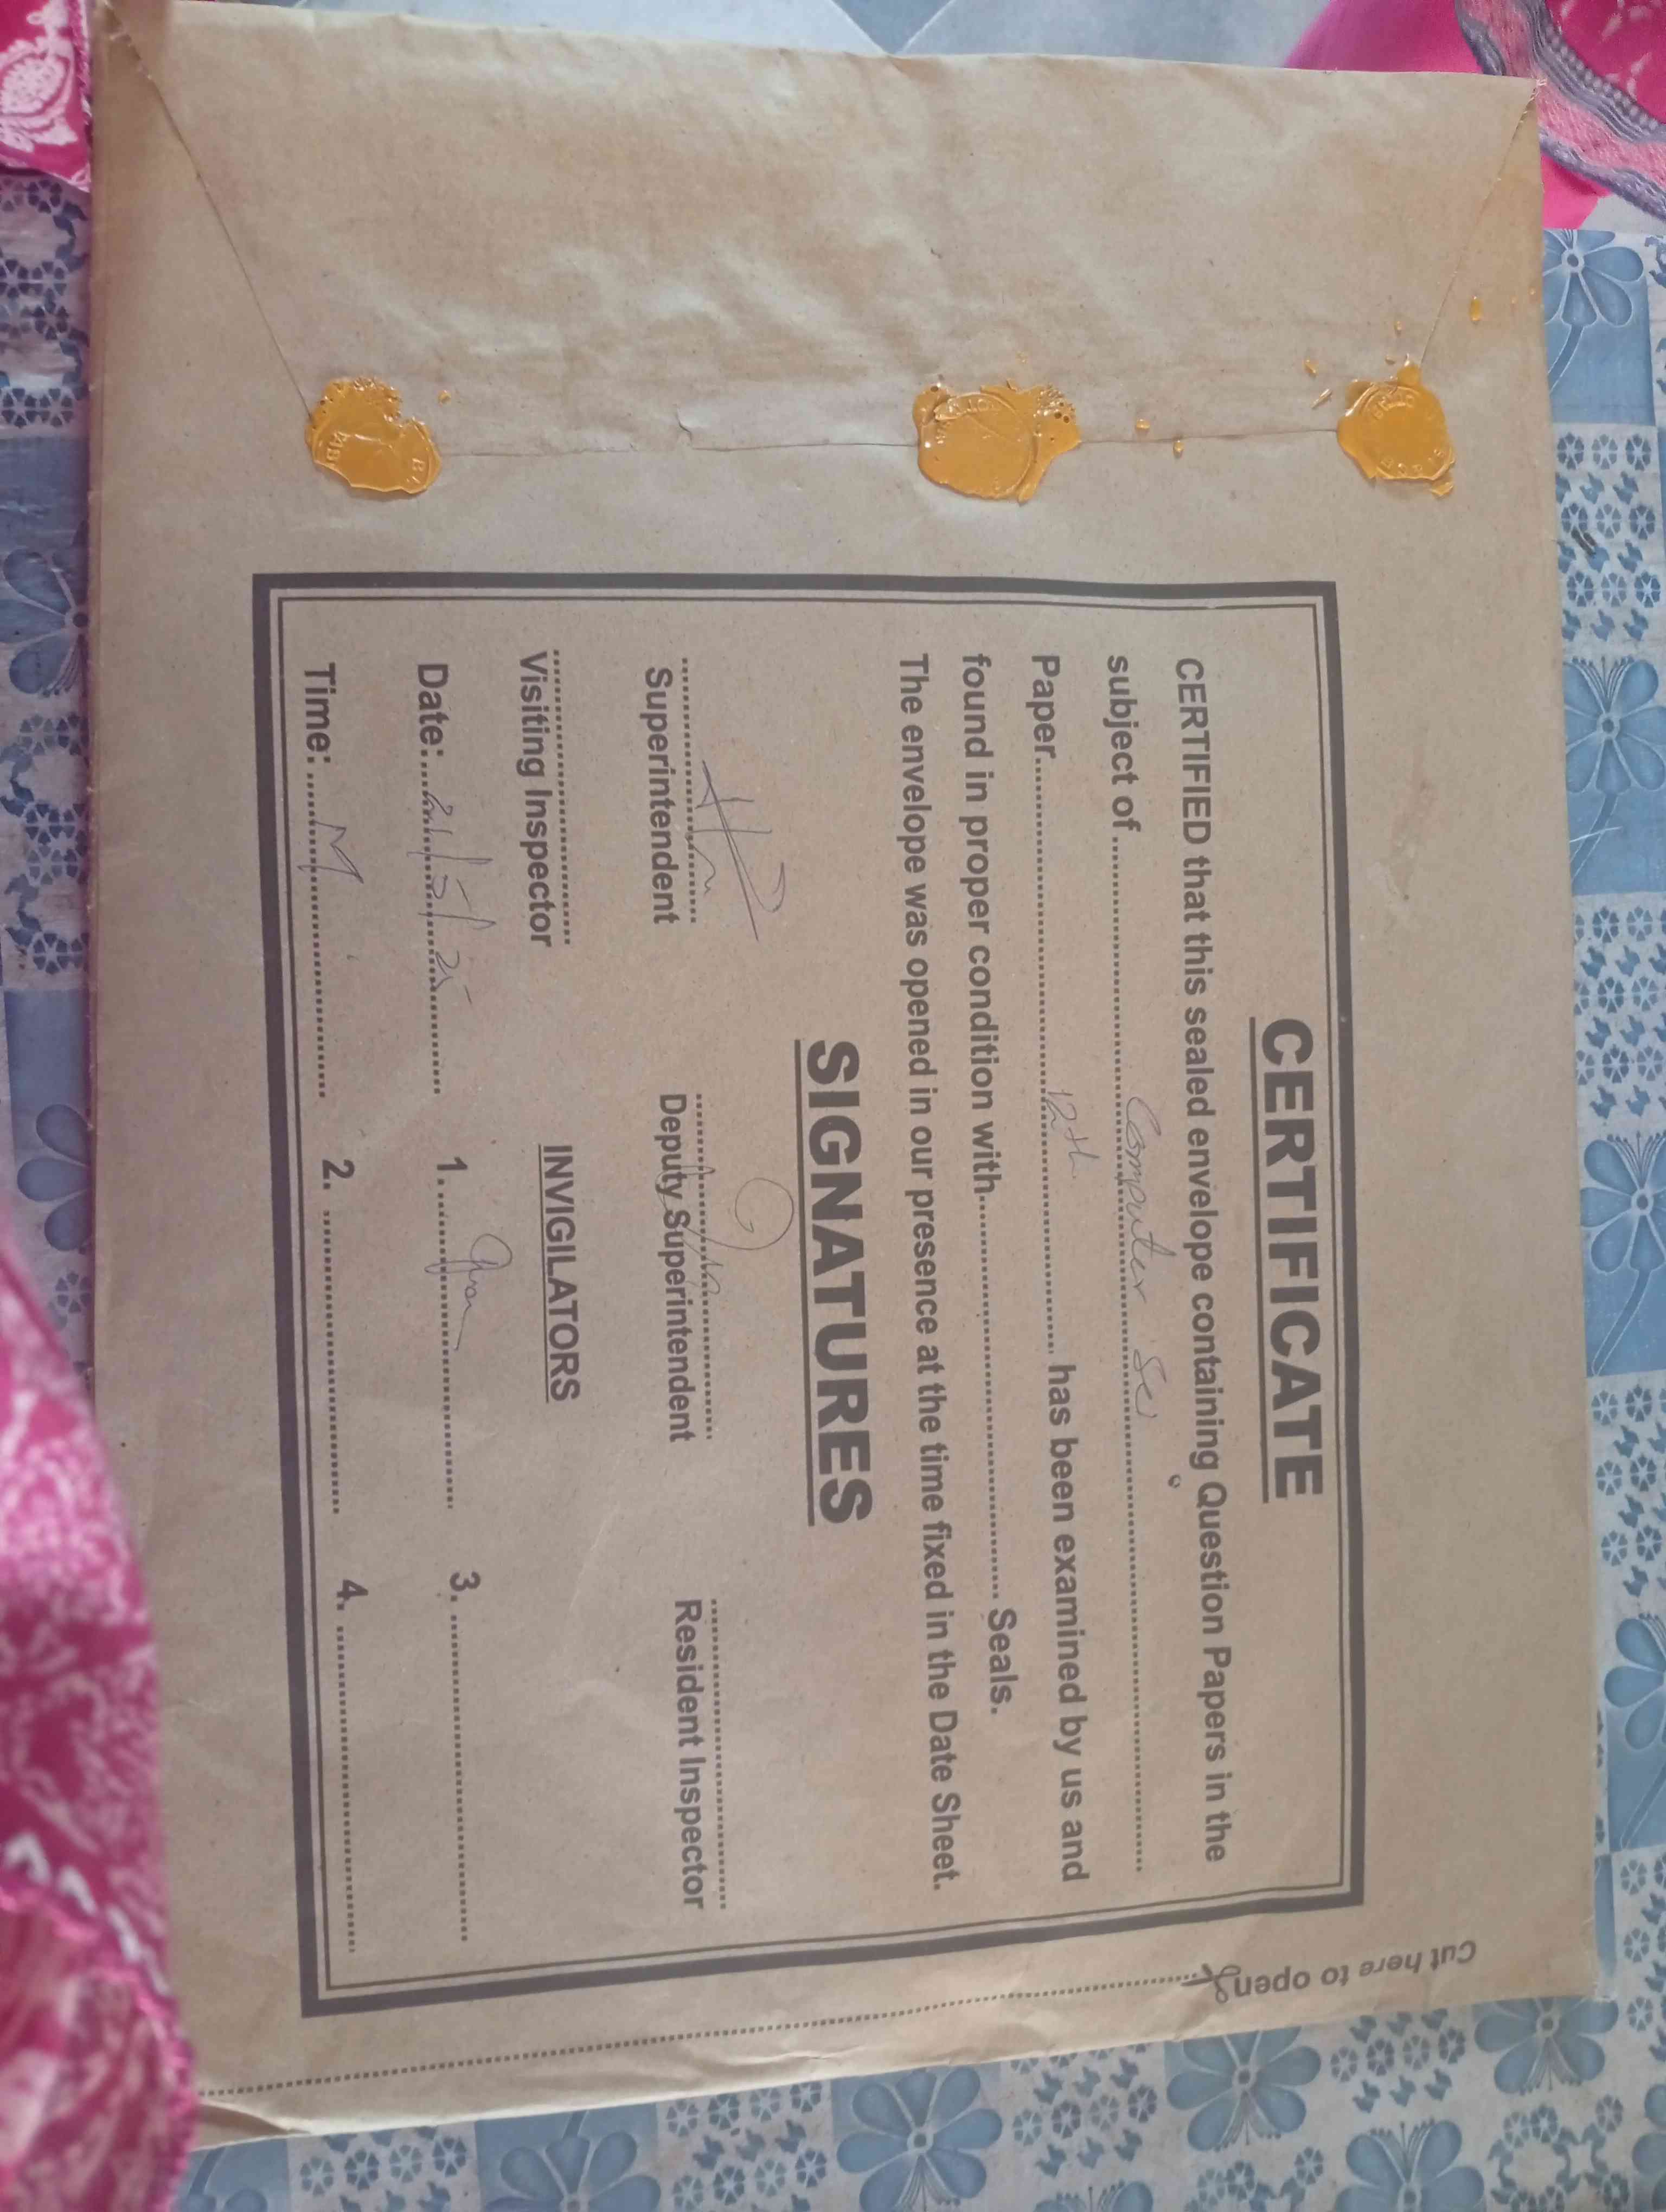 CERTIFICATE
CERTIFIED that this sealed envelope containing Question Papers in the
subject of .......... Computer Sci ..........
Paper.......... 12th .......... has been examined by us and
found in proper condition with.......... Seals.
The envelope was opened in our presence at the time fixed in the Date Sheet.
SIGNATURES
Superintendent Deputy Superintendent Resident Inspector
Visiting Inspector INVIGILATORS
Date: 21/5/25 1. .......... 3. ..........
Time: M 2. .......... 4. ..........
Cut here to open